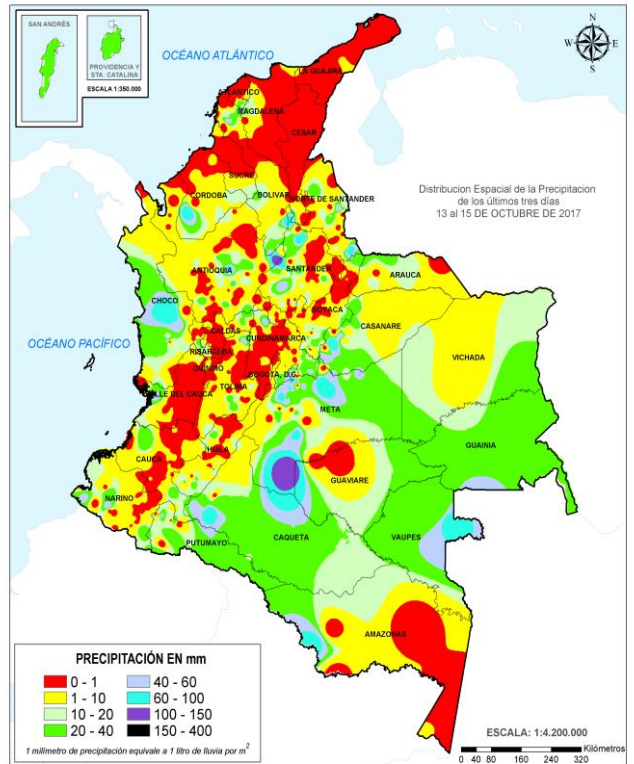 SAN ANDRÉS
PROVIDENCIA Y
STA. CATALINA
ESCALA 1:350.000
OCÉANO ATLÁNTICO
N
W
E
S
LA GUAJIRA
ATLANTICO
MAGDALENA
CESAR
SUCRE
CORDOBA
BOLIVAR
NORTE DE SANTANDER
Distribucion Espacial de la Precipitacion
de los últimos tres días
13 al 15 DE OCTUBRE DE 2017
ANTIOQUIA
SANTANDER
ARAUCA
CHOCO
BOYACA
CASANARE
OCÉANO PACÍFICO
CALDAS
CUNDINAMARCA
VICHADA
RISARALDA
QUINDIO
BOGOTA, D.C.
TOLIMA
VALLE DEL CAUCA
META
GUAINIA
HUILA
CAUCA
GUAVIARE
NARIÑO
PUTUMAYO
CAQUETA
VAUPES
AMAZONAS
PRECIPITACIÓN EN mm
0 - 1
40 - 60
1 - 10
60 - 100
10 - 20
100 - 150
20 - 40
150 - 400
1 milímetro de precipitación equivale a 1 litro de lluvia por m²
ESCALA: 1:4.200.000
Kilómetros
0 40 80 160 240 320